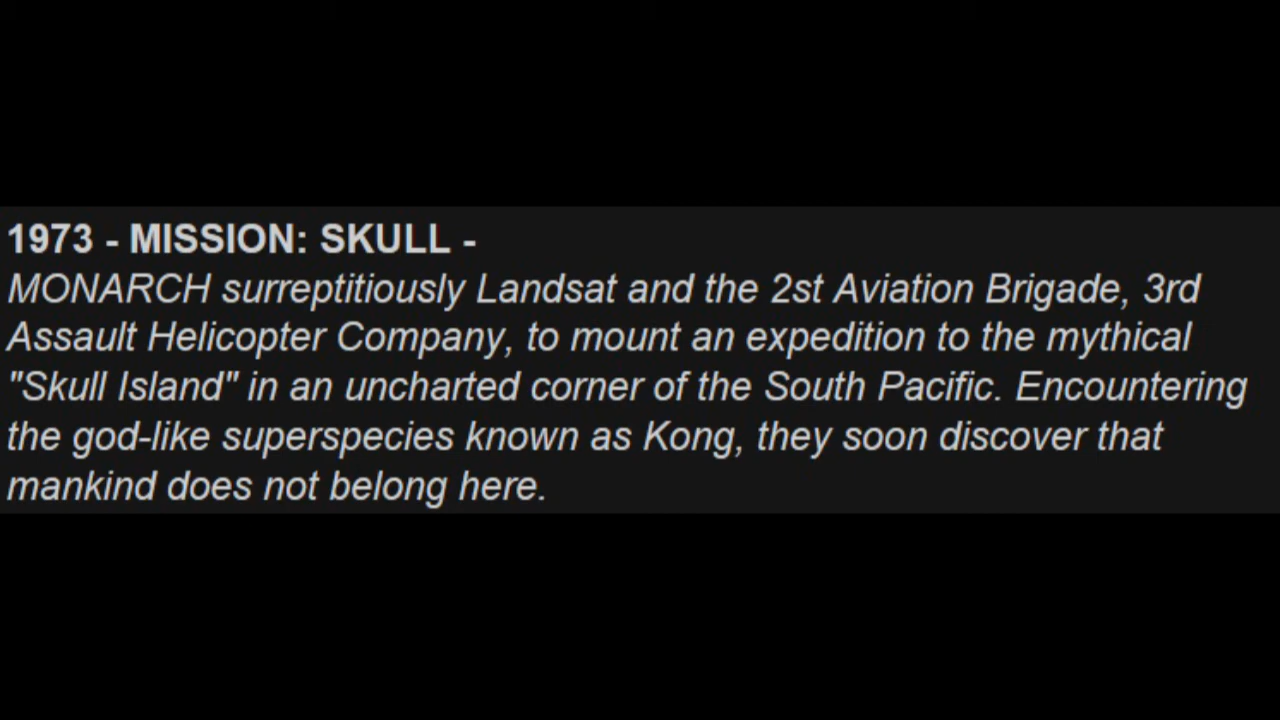 1973 - MISSION: SKULL -
MONARCH surreptitiously Landsat and the 2st Aviation Brigade, 3rd
Assault Helicopter Company, to mount an expedition to the mythical
"Skull Island" in an uncharted corner of the South Pacific. Encountering
the god-like superspecies known as Kong, they soon discover that
mankind does not belong here.